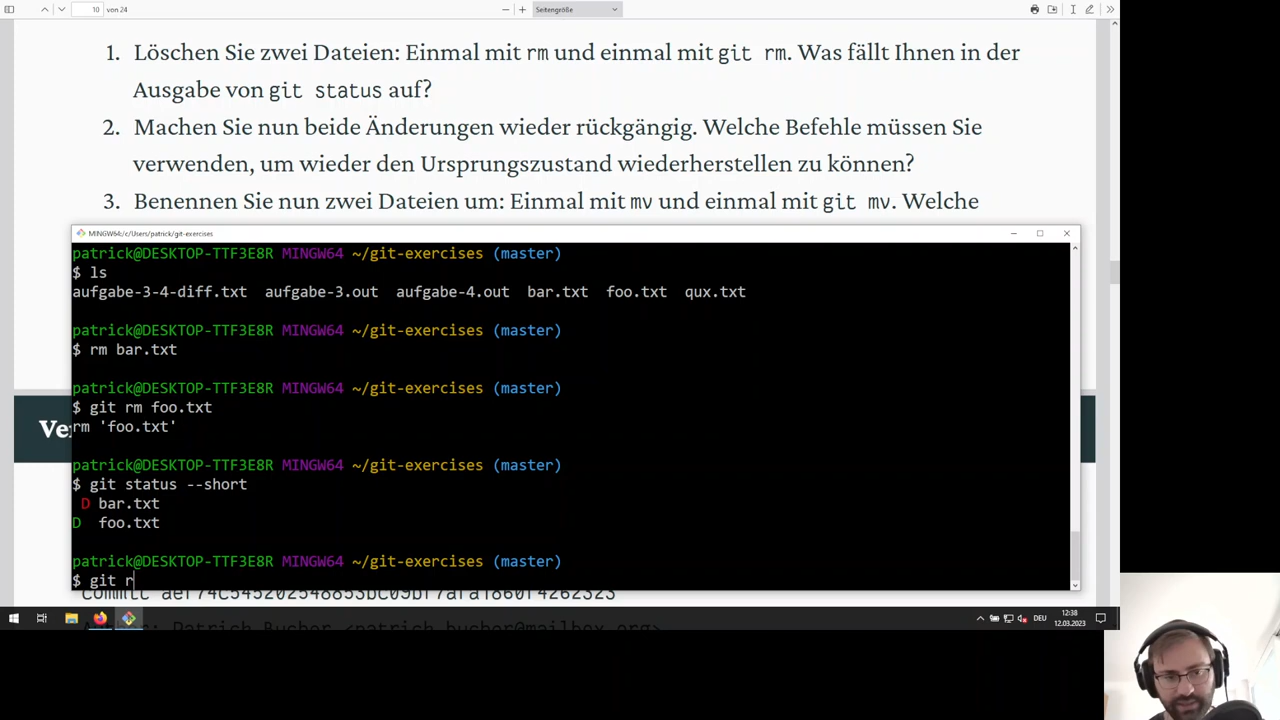 10 von 24
Seitengröße
1. Löschen Sie zwei Dateien: Einmal mit rm und einmal mit git rm. Was fällt Ihnen in der
Ausgabe von git status auf?
2. Machen Sie nun beide Änderungen wieder rückgängig. Welche Befehle müssen Sie
verwenden, um wieder den Ursprungszustand wiederherstellen zu können?
3. Benennen Sie nun zwei Dateien um: Einmal mit mv und einmal mit git mv. Welche
MINGW64:/c/Users/patrick/git-exercises
patrick@DESKTOP-TTF3E8R MINGW64 ~/git-exercises (master)
$ ls
aufgabe-3-4-diff.txt aufgabe-3.out aufgabe-4.out bar.txt foo.txt qux.txt
patrick@DESKTOP-TTF3E8R MINGW64 ~/git-exercises (master)
$ rm bar.txt
patrick@DESKTOP-TTF3E8R MINGW64 ~/git-exercises (master)
$ git rm foo.txt
rm 'foo.txt'
Ve
patrick@DESKTOP-TTF3E8R MINGW64 ~/git-exercises (master)
$ git status --short
D bar.txt
D foo.txt
patrick@DESKTOP-TTF3E8R MINGW64 ~/git-exercises (master)
$ git r
DEU
12:38
12.03.2023